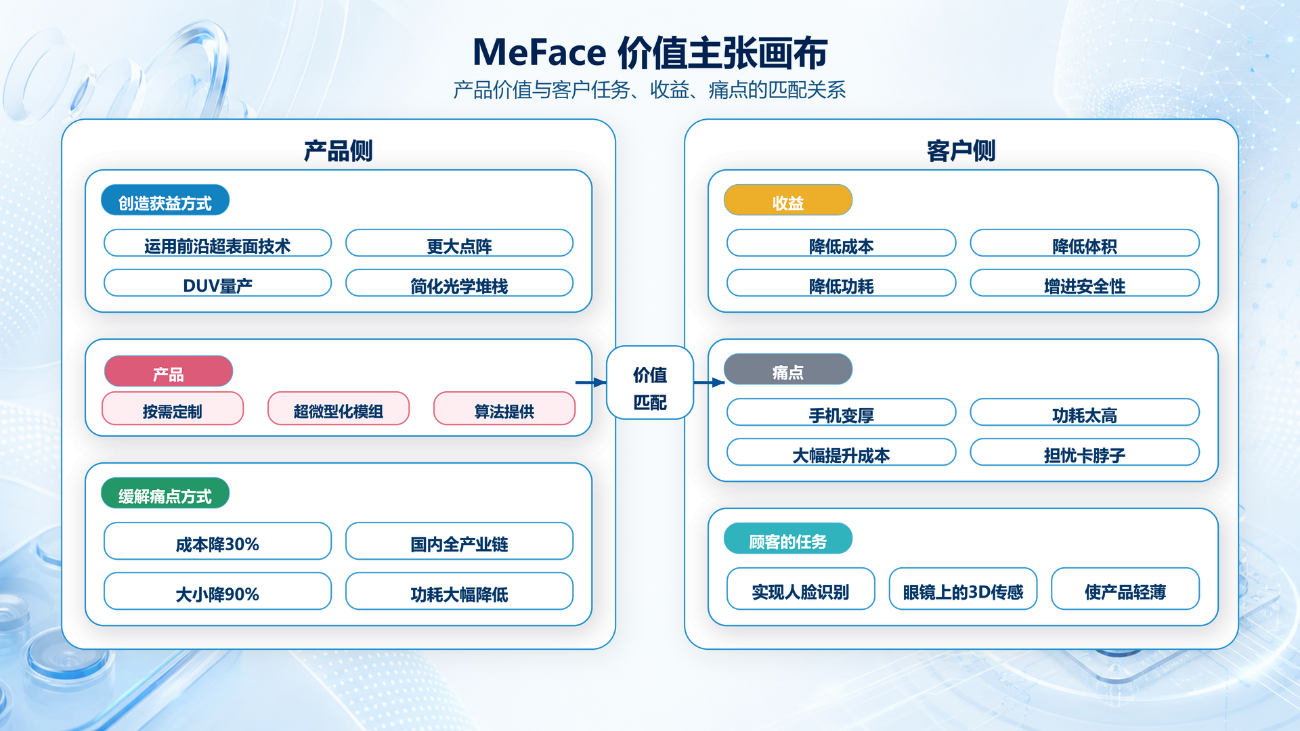 MeFace 价值主张画布
产品价值与客户任务、收益、痛点的匹配关系
产品侧
创造获益方式
运用前沿超表面技术
更大点阵
DUV量产
简化光学堆栈
产品
按需定制
超微型化模组
算法提供
缓解痛点方式
成本降30%
国内全产业链
大小降90%
功耗大幅降低
价值
匹配
客户侧
收益
降低成本
降低体积
降低功耗
增进安全性
痛点
手机变厚
功耗太高
大幅提升成本
担忧卡脖子
顾客的任务
实现人脸识别
眼镜上的3D传感
使产品轻薄